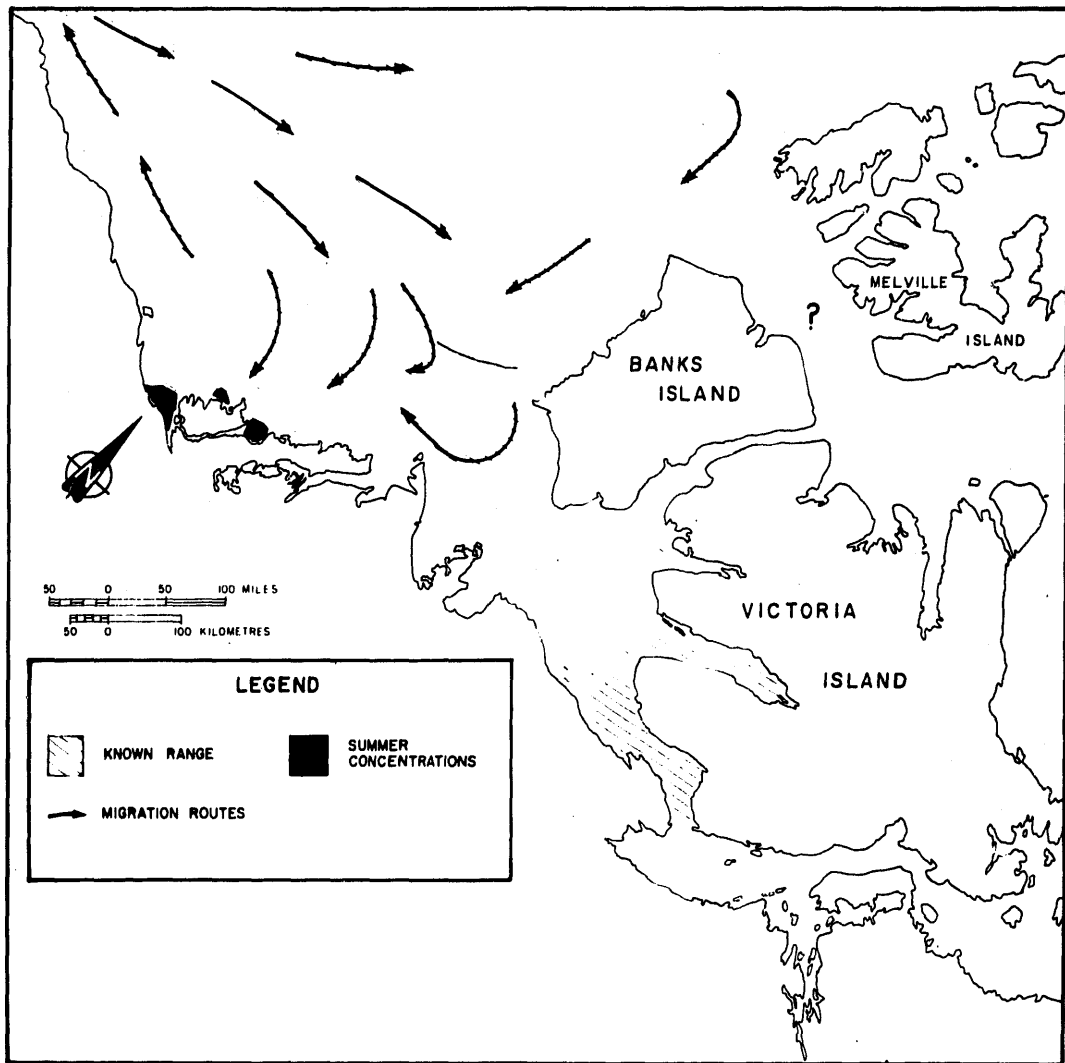 MELVILLE
ISLAND
?
BANKS
ISLAND
N
50 0 50 100 MILES
50 0 100 KILOMETRES
VICTORIA
ISLAND
LEGEND
KNOWN RANGE
SUMMER
CONCENTRATIONS
MIGRATION ROUTES